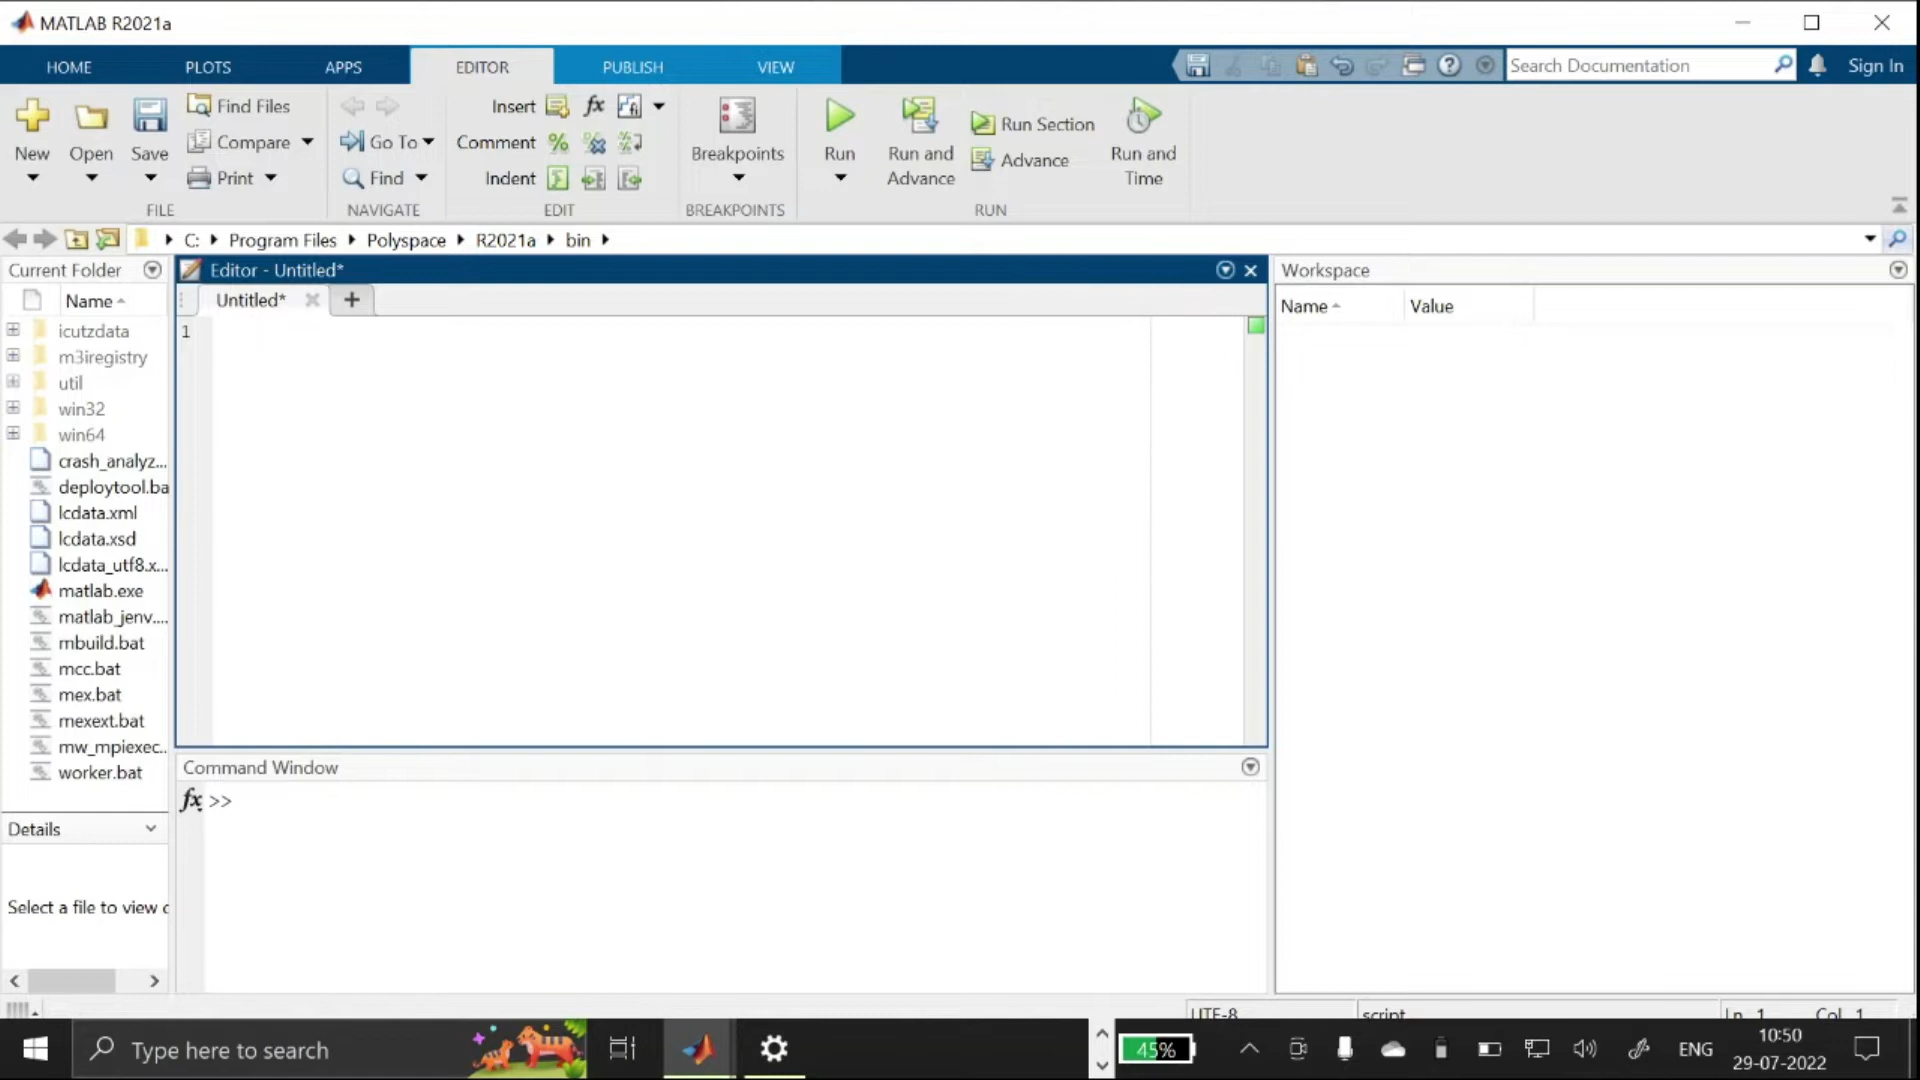 MATLAB R2021a
HOME PLOTS APPS EDITOR PUBLISH VIEW Search Documentation Sign In
New Open Save Find Files Compare Print
FILE
Go To Find
NAVIGATE
Insert fx
Comment
Indent
EDIT
Breakpoints
BREAKPOINTS
Run Run and Advance Run Section Advance Run and Time
RUN
C: Program Files Polyspace R2021a bin
Current Folder
Name
icutzdata
m3iregistry
util
win32
win64
crash_analyz...
deploytool.ba
lcdata.xml
lcdata.xsd
lcdata_utf8.x...
matlab.exe
matlab_jenv....
mbuild.bat
mcc.bat
mex.bat
mexext.bat
mw_mpiexec..
worker.bat
Details
Select a file to view
Editor - Untitled*
Untitled* +
1
Command Window
fx >>
Workspace
Name Value
UTF-8 script Ln 1 Col 1
Type here to search
45%
ENG
10:50
29-07-2022